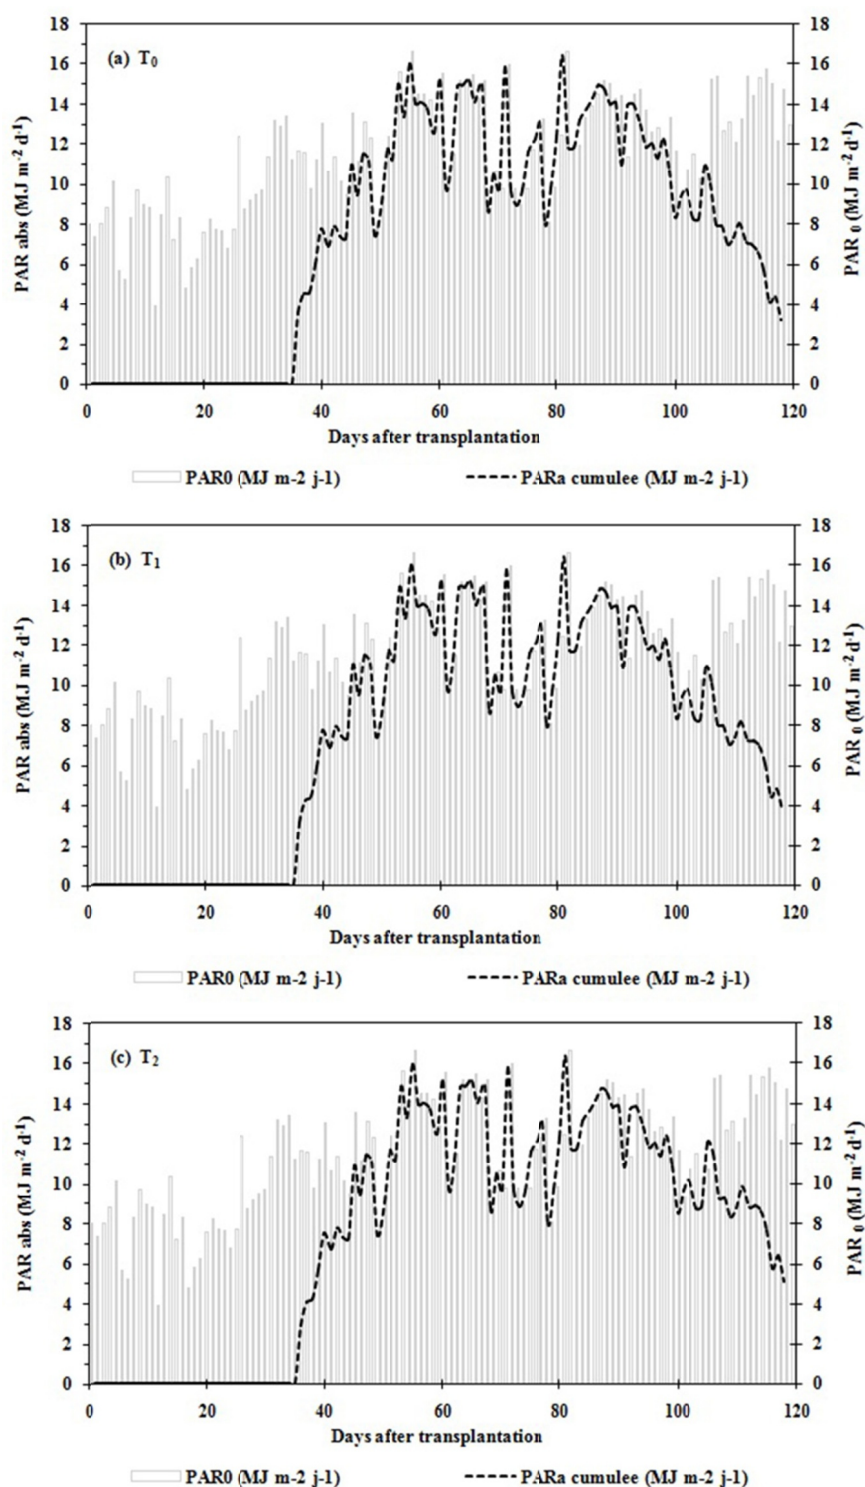 (a) T₀
PAR abs (MJ m⁻² d⁻¹)
18 16 14 12 10 8 6 4 2 0
18 16 14 12 10 8 6 4 2 0
PAR ₀ (MJ m⁻² d⁻¹)
0 20 40 60 80 100 120
Days after transplantation
PAR0 (MJ m-2 j-1) PARa cumulee (MJ m-2 j-1)
(b) T₁
PAR abs (MJ m⁻² d⁻¹)
18 16 14 12 10 8 6 4 2 0
18 16 14 12 10 8 6 4 2 0
PAR ₀ (MJ m⁻² d⁻¹)
0 20 40 60 80 100 120
Days after transplantation
PAR0 (MJ m-2 j-1) PARa cumulee (MJ m-2 j-1)
(c) T₂
PAR abs (MJ m⁻² d⁻¹)
18 16 14 12 10 8 6 4 2 0
18 16 14 12 10 8 6 4 2 0
PAR ₀ (MJ m⁻² d⁻¹)
0 20 40 60 80 100 120
Days after transplantation
PAR0 (MJ m-2 j-1) PARa cumulee (MJ m-2 j-1)